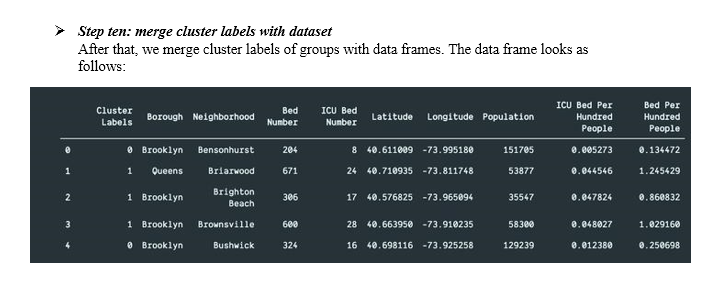 ➤ Step ten: merge cluster labels with dataset
After that, we merge cluster labels of groups with data frames. The data frame looks as
follows:
Cluster Labels Borough Neighborhood Bed Number ICU Bed Number Latitude Longitude Population ICU Bed Per Hundred People Bed Per Hundred People
0 0 Brooklyn Bensonhurst 204 8 40.611009 -73.995180 151705 0.005273 0.134472
1 1 Queens Briarwood 671 24 40.710935 -73.811748 53877 0.044546 1.245429
2 1 Brooklyn Brighton Beach 306 17 40.576825 -73.965094 35547 0.047824 0.860832
3 1 Brooklyn Brownsville 600 28 40.663950 -73.910235 58300 0.048027 1.029160
4 0 Brooklyn Bushwick 324 16 40.698116 -73.925258 129239 0.012380 0.250698